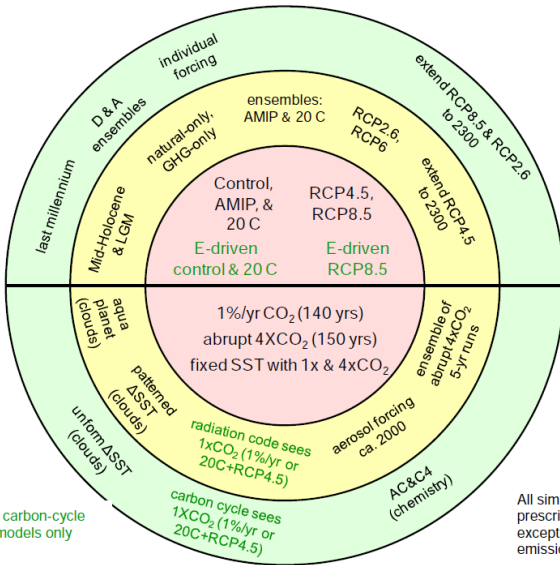 individual
forcing
D & A
ensembles
last millennium
extend RCP8.5 & RCP2.6
to 2300
ensembles:
AMIP & 20 C
natural-only,
GHG-only
RCP2.6,
RCP6
Mid-Holocene
& LGM
extend RCP4.5
to 2300
Control,
AMIP, &
20 C
RCP4.5,
RCP8.5
E-driven
control & 20 C
E-driven
RCP8.5
1%/yr CO₂ (140 yrs)
abrupt 4XCO₂ (150 yrs)
fixed SST with 1x & 4xCO₂
aqua
planet
(clouds)
ensemble of
abrupt 4xCO₂
5-yr runs
patterned
ΔSST
(clouds)
aerosol forcing
ca. 2000
radiation code sees
1xCO₂ (1%/yr or
20C+RCP4.5)
uniform ΔSST
(clouds)
AC&C4
(chemistry)
carbon cycle sees
1XCO₂ (1%/yr or
20C+RCP4.5)
carbon-cycle
models only
All sim
prescri
except
emissio